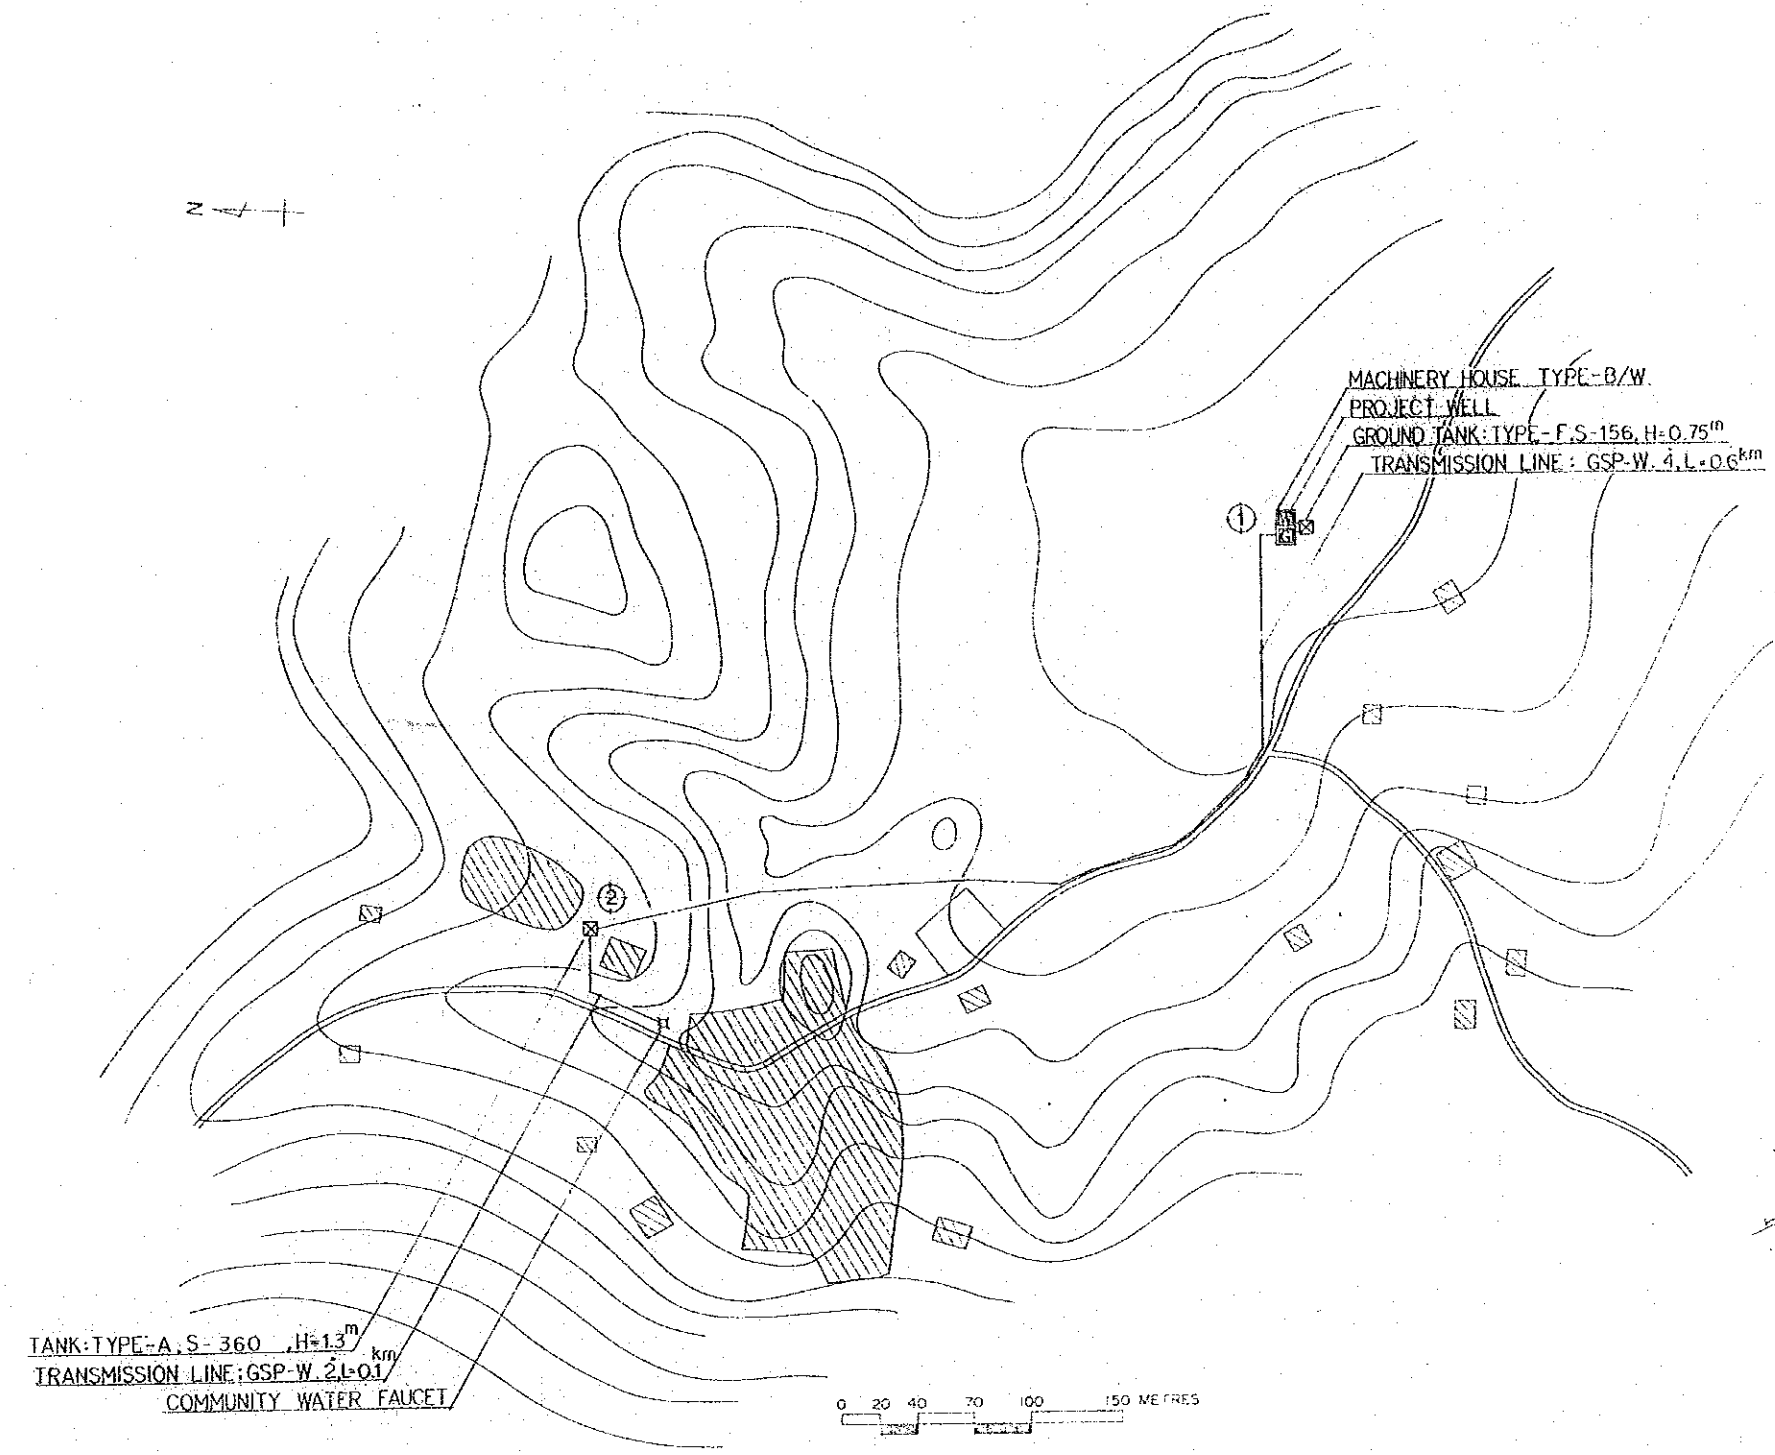 N
MACHINERY HOUSE TYPE-B/W
PROJECT WELL
GROUND TANK: TYPE-F, S-156, H=0.75m
TRANSMISSION LINE: GSP-W. 4, L=0.6km
1
W
G
2
TANK: TYPE-A, S-360 , H=1.3m
TRANSMISSION LINE; GSP-W. 2, L=0.1km
COMMUNITY WATER FAUCET
0 20 40 70 100 150 METRES